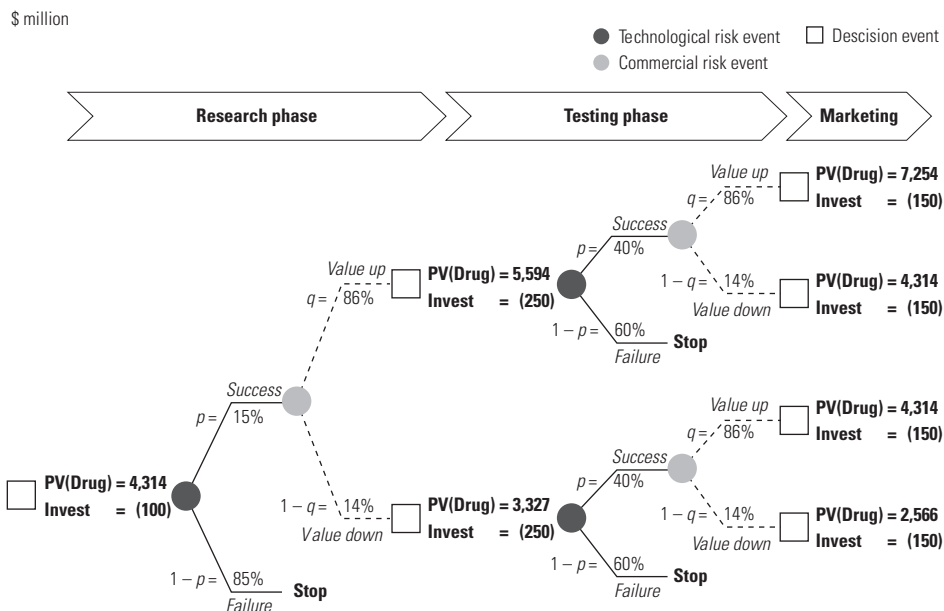 $ million
Technological risk event
Descision event
Commercial risk event
Research phase
Testing phase
Marketing
Value up
q = 86%
PV(Drug) = 7,254
Invest = (150)
Success
p = 40%
Value up
q = 86%
PV(Drug) = 5,594
Invest = (250)
1 – q = 14%
Value down
PV(Drug) = 4,314
Invest = (150)
1 – p = 60%
Failure
Stop
Success
p = 15%
Value up
q = 86%
PV(Drug) = 4,314
Invest = (150)
Success
p = 40%
PV(Drug) = 4,314
Invest = (100)
1 – q = 14%
Value down
PV(Drug) = 3,327
Invest = (250)
1 – q = 14%
Value down
PV(Drug) = 2,566
Invest = (150)
1 – p = 60%
Failure
Stop
1 – p = 85%
Failure
Stop